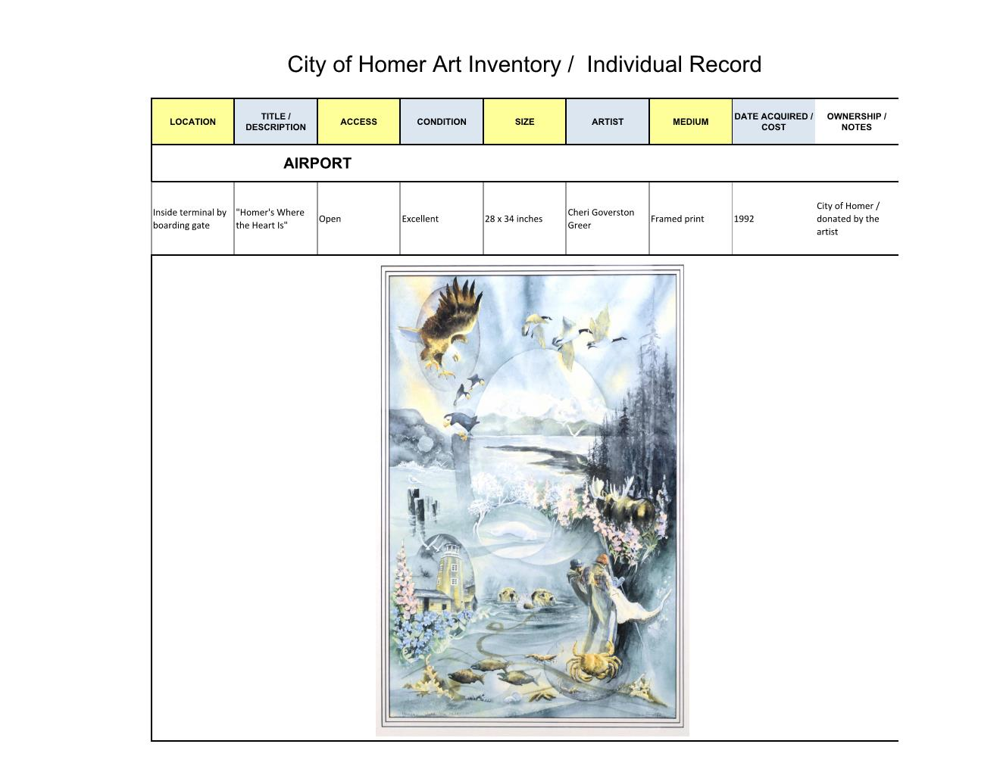 City of Homer Art Inventory /  Individual Record
LOCATION
TITLE /
DESCRIPTION
ACCESS
CONDITION
SIZE
ARTIST
MEDIUM
DATE ACQUIRED /
COST
OWNERSHIP /
NOTES
AIRPORT
Inside terminal by
boarding gate
"Homer's Where
the Heart Is"
Open
Excellent
28 x 34 inches
Cheri Goverston
Greer
Framed print
1992
City of Homer /
donated by the
artist